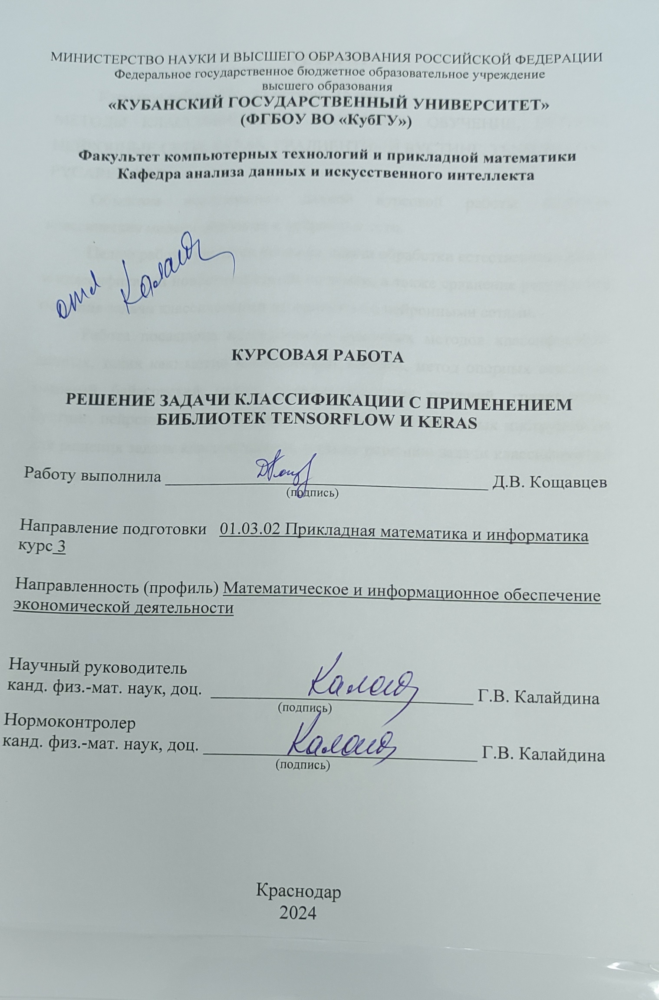 МИНИСТЕРСТВО НАУКИ И ВЫСШЕГО ОБРАЗОВАНИЯ РОССИЙСКОЙ ФЕДЕРАЦИИ
Федеральное государственное бюджетное образовательное учреждение
высшего образования
«КУБАНСКИЙ ГОСУДАРСТВЕННЫЙ УНИВЕРСИТЕТ»
(ФГБОУ ВО «КубГУ»)
Факультет компьютерных технологий и прикладной математики
Кафедра анализа данных и искусственного интеллекта
отл
КУРСОВАЯ РАБОТА
РЕШЕНИЕ ЗАДАЧИ КЛАССИФИКАЦИИ С ПРИМЕНЕНИЕМ
БИБЛИОТЕК TENSORFLOW И KERAS
Работу выполнила Д.В. Кощавцев
(подпись)
Направление подготовки 01.03.02 Прикладная математика и информатика
курс 3
Направленность (профиль) Математическое и информационное обеспечение
экономической деятельности
Научный руководитель
канд. физ.-мат. наук, доц. Г.В. Калайдина
(подпись)
Нормоконтролер
канд. физ.-мат. наук, доц. Г.В. Калайдина
(подпись)
Краснодар
2024